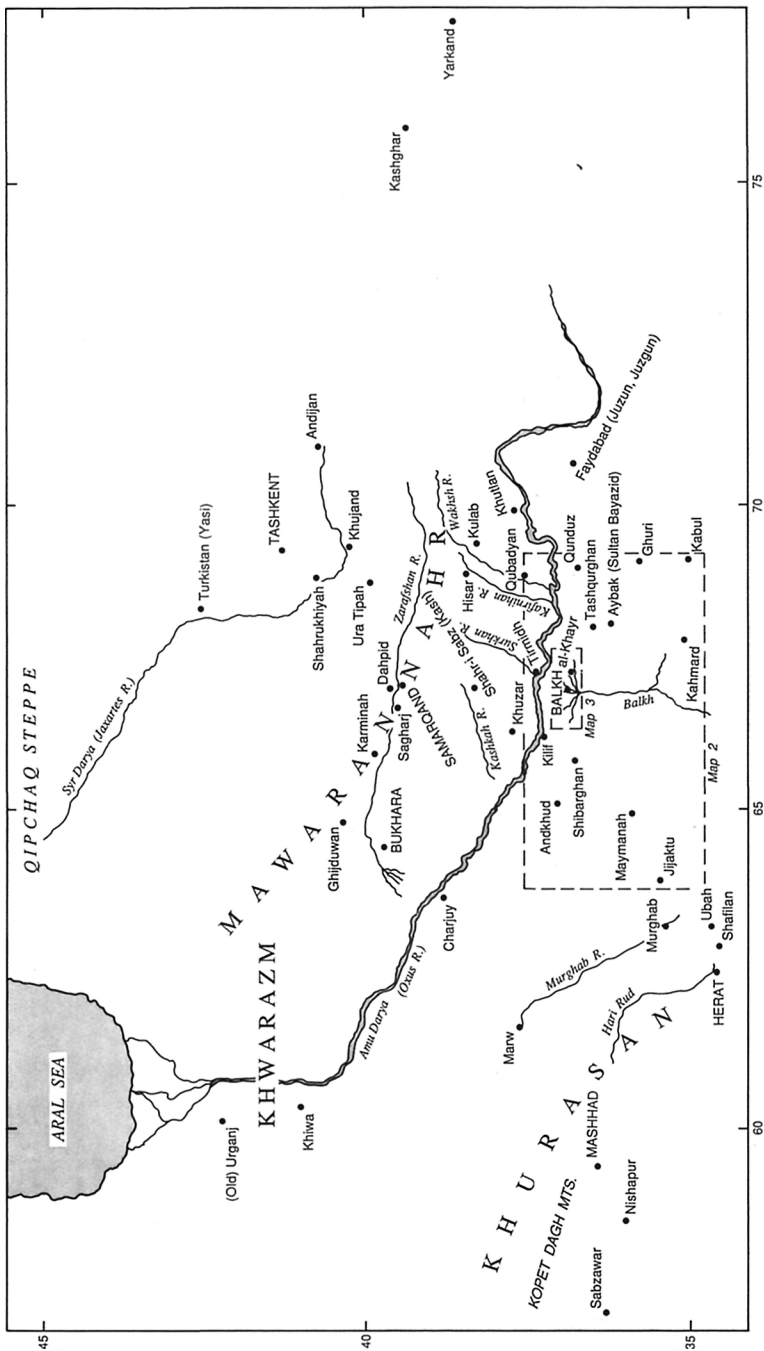 QIPCHAQ STEPPE
ARAL SEA
(Old) Urganj
Khiwa
KHWARAZM
Syr Darya (Jaxartes R.)
Turkistan (Yasi)
TASHKENT
Shahrukhiyah
Khujand
Andijan
Ura Tipah
MAWARANNAHR
Ghijduwan
Karminah
Dahpid
Zarafshan R.
BUKHARA
Sagharj
SAMARQAND
Shahr-i Sabz (Kash)
Kashkah R.
Khuzar
Surkhan R.
Hisar
Kafirnihan R.
Wakhsh R.
Kulab
Qubadyan
Khutlan
Kashghar
Yarkand
Amu Darya
(Oxus R.)
Charjuy
Kilif
Tirmidh
BALKH
al-Khayr
Map 3
Balkh
Andkhud
Shibarghan
Maymanah
Jijaktu
Qunduz
Tashqurghan
Aybak (Sultan Bayazid)
Ghuri
Kabul
Kahmard
Map 2
Faydabad (Juzun, Juzgun)
Marw
Murghab R.
Murghab
Ubah
Shafilan
Hari Rud
HERAT
KHURASAN
MASHHAD
Nishapur
KOPET DAGH MTS.
Sabzawar
45
40
35
60
65
70
75